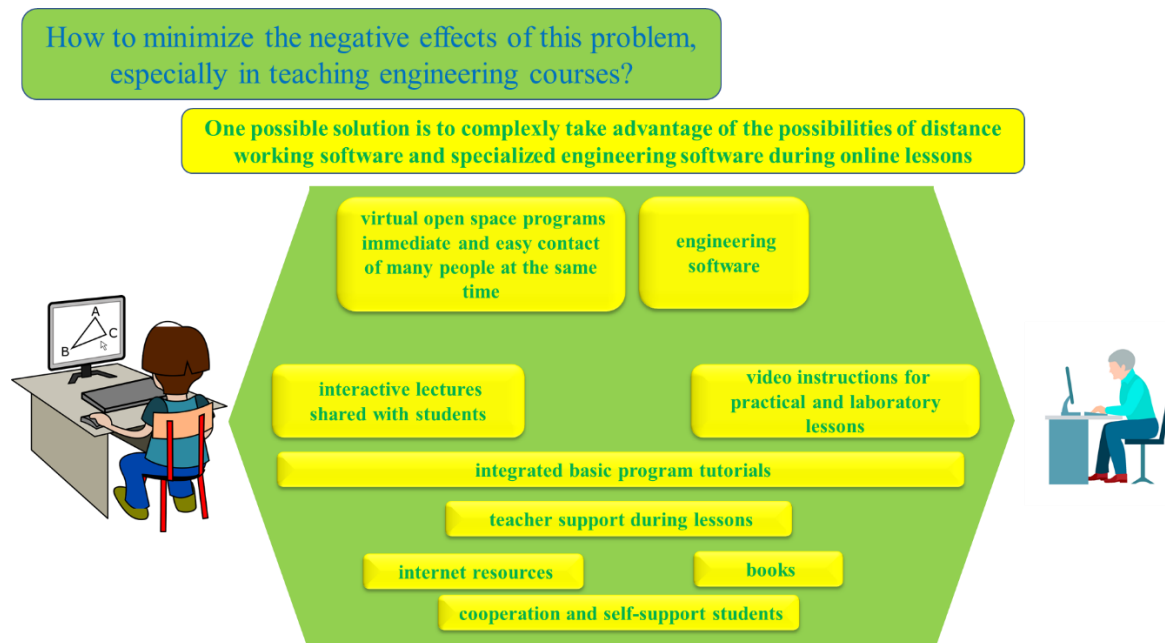 How to minimize the negative effects of this problem,
especially in teaching engineering courses?
One possible solution is to complexly take advantage of the possibilities of distance
working software and specialized engineering software during online lessons
virtual open space programs
immediate and easy contact
of many people at the same
time
engineering
software
A
C
B
interactive lectures
shared with students
video instructions for
practical and laboratory
lessons
integrated basic program tutorials
teacher support during lessons
internet resources
books
cooperation and self-support students